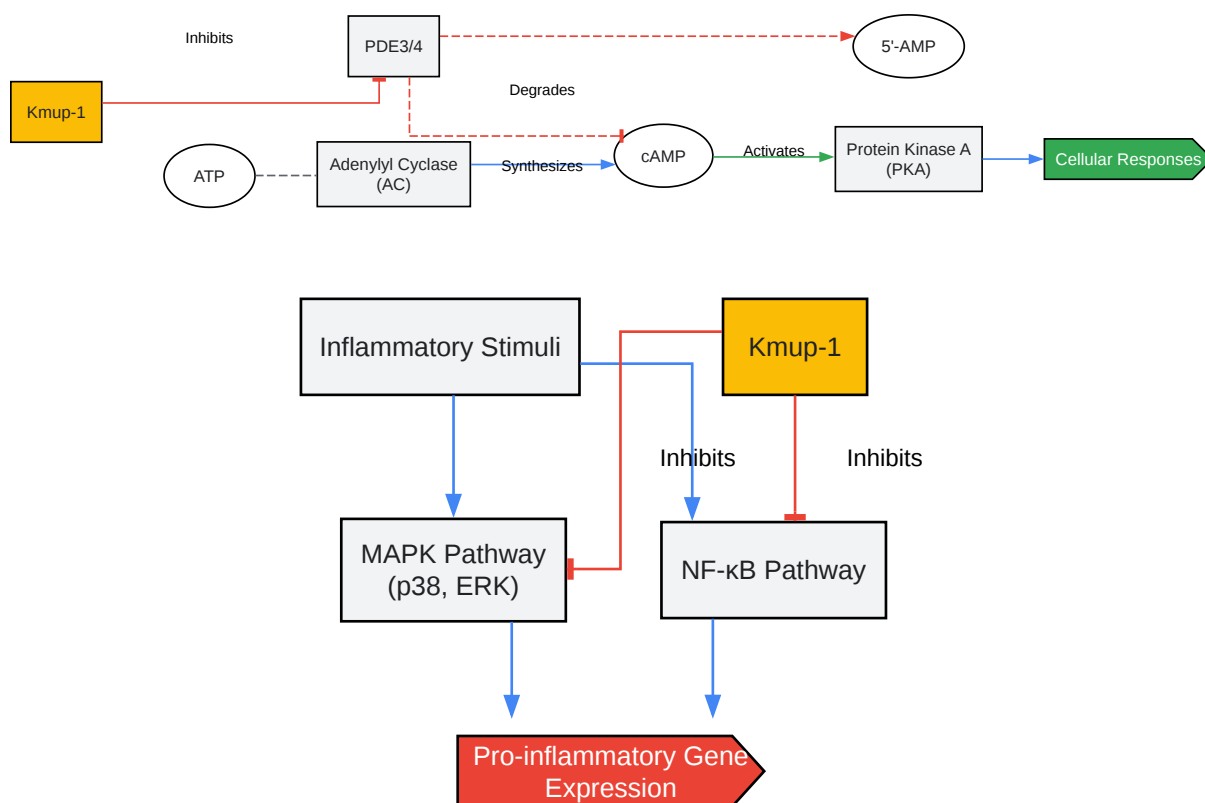 Inhibits
PDE3/4
5'-AMP
Degrades
Kmup-1
ATP
Adenylyl Cyclase
(AC)
Synthesizes
cAMP
Activates
Protein Kinase A
(PKA)
Cellular Responses
Inflammatory Stimuli
Kmup-1
Inhibits
Inhibits
MAPK Pathway
(p38, ERK)
NF-κB Pathway
Pro-inflammatory Gene
Expression